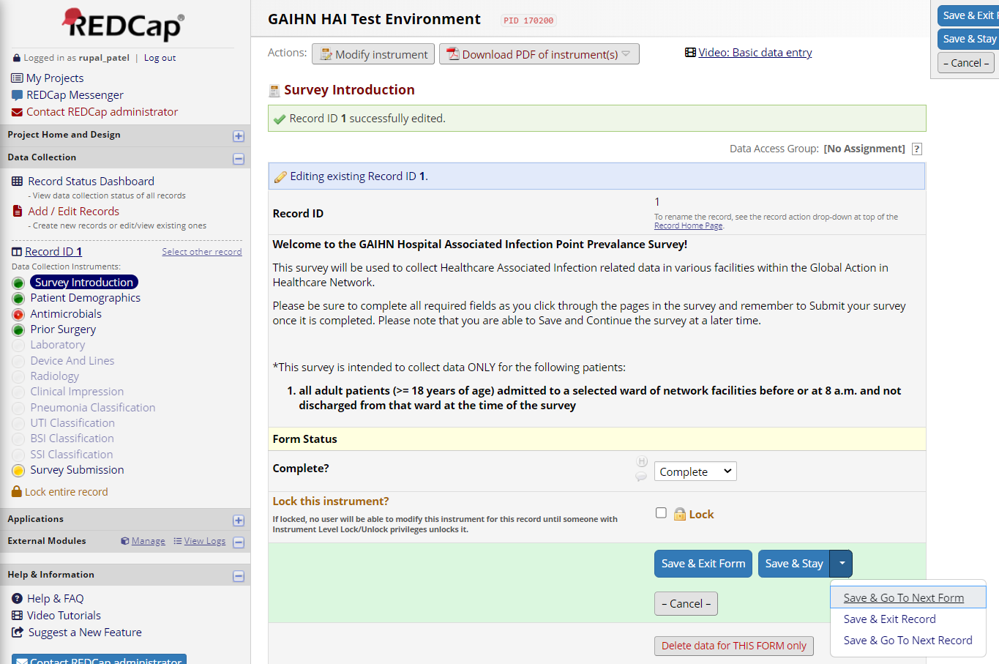 REDCap®
Logged in as rupal_patel | Log out
My Projects
REDCap Messenger
Contact REDCap administrator
Project Home and Design
Data Collection
Record Status Dashboard
- View data collection status of all records
Add / Edit Records
- Create new records or edit/view existing ones
Record ID 1 Select other record
Data Collection Instruments:
Survey Introduction
Patient Demographics
Antimicrobials
Prior Surgery
Laboratory
Device And Lines
Radiology
Clinical Impression
Pneumonia Classification
UTI Classification
BSI Classification
SSI Classification
Survey Submission
Lock entire record
Applications
External Modules Manage View Logs
Help & Information
Help & FAQ
Video Tutorials
Suggest a New Feature
Contact REDCap administrator
GAIHN HAI Test Environment PID 170200
Actions: Modify instrument Download PDF of instrument(s) Video: Basic data entry
Survey Introduction
Record ID 1 successfully edited.
Data Access Group: [No Assignment] ?
Editing existing Record ID 1.
Record ID
1
To rename the record, see the record action drop-down at top of the
Record Home Page.
Welcome to the GAIHN Hospital Associated Infection Point Prevalance Survey!
This survey will be used to collect Healthcare Associated Infection related data in various facilities within the Global Action in
Healthcare Network.
Please be sure to complete all required fields as you click through the pages in the survey and remember to Submit your survey
once it is completed. Please note that you are able to Save and Continue the survey at a later time.
*This survey is intended to collect data ONLY for the following patients:
1. all adult patients (>= 18 years of age) admitted to a selected ward of network facilities before or at 8 a.m. and not
discharged from that ward at the time of the survey
Form Status
Complete? H Complete
Lock this instrument?
If locked, no user will be able to modify this instrument for this record until someone with
Instrument Level Lock/Unlock privileges unlocks it.
Lock
Save & Exit Form Save & Stay
– Cancel –
Save & Go To Next Form
Save & Exit Record
Save & Go To Next Record
Delete data for THIS FORM only
Save & Exit F
Save & Stay
– Cancel –